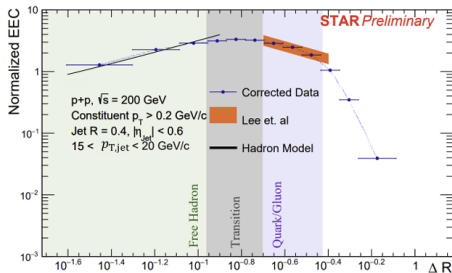 STAR Preliminary
Normalized EEC
10
1
10⁻¹
10⁻²
10⁻³
p+p, √s = 200 GeV
Constituent p_T > 0.2 GeV/c
Jet R = 0.4, |η_Jet| < 0.6
15 < p_T,jet < 20 GeV/c
Corrected Data
Lee et. al
Hadron Model
Free Hadron
Transition
Quark/Gluon
10⁻¹·⁶ 10⁻¹·⁴ 10⁻¹·² 10⁻¹ 10⁻⁰·⁸ 10⁻⁰·⁶ 10⁻⁰·⁴ 10⁻⁰·² 1 Δ R